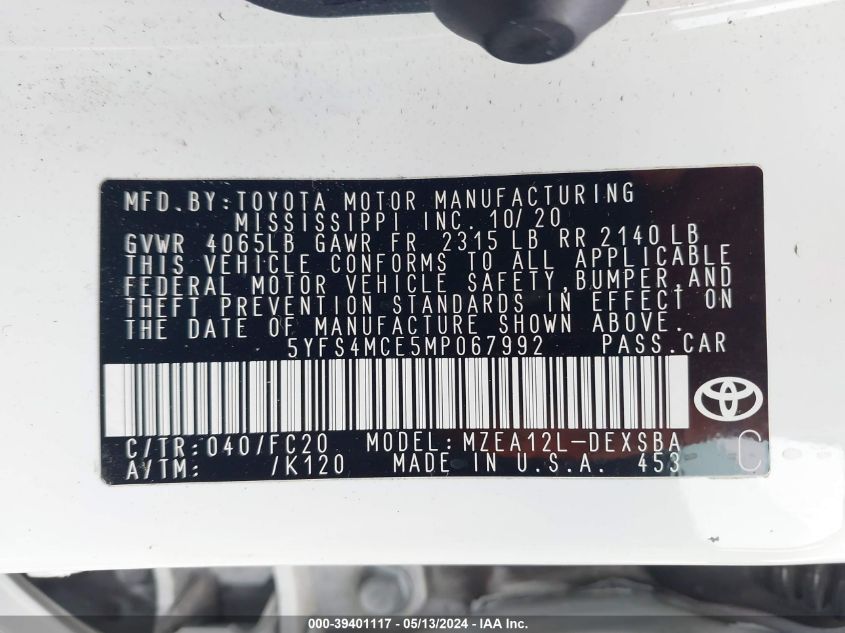 MFD.BY:TOYOTA MOTOR MANUFACTURING
MISSISSIPPI INC. 10/20
GVWR 4065LB GAWR FR 2315 LB RR 2140 LB
THIS VEHICLE CONFORMS TO ALL APPLICABLE
FEDERAL MOTOR VEHICLE SAFETY,BUMPER,AND
THEFT PREVENTION STANDARDS IN EFFECT ON
THE DATE OF MANUFACTURE SHOWN ABOVE.
5YFS4MCE5MP067992 PASS.CAR
C/TR:040/FC20 MODEL:MZEA12L-DEXSBA
A/TM: /K120 MADE IN U.S.A. 453 C
000-39401117 - 05/13/2024 - IAA Inc.